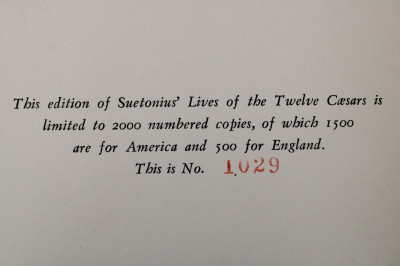 This edition of Suetonius' Lives of the Twelve Cæsars is
limited to 2000 numbered copies, of which 1500
are for America and 500 for England.
This is No. 1029